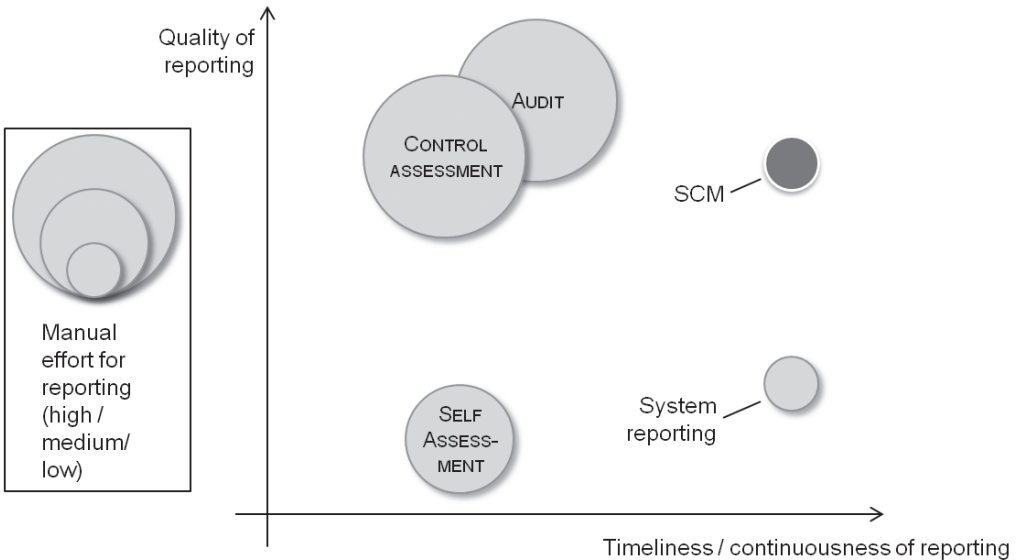 Quality of
reporting
AUDIT
CONTROL
ASSESSMENT
SCM
Manual
effort for
reporting
(high /
medium/
low)
SELF
ASSESS-
MENT
System
reporting
Timeliness / continuousness of reporting